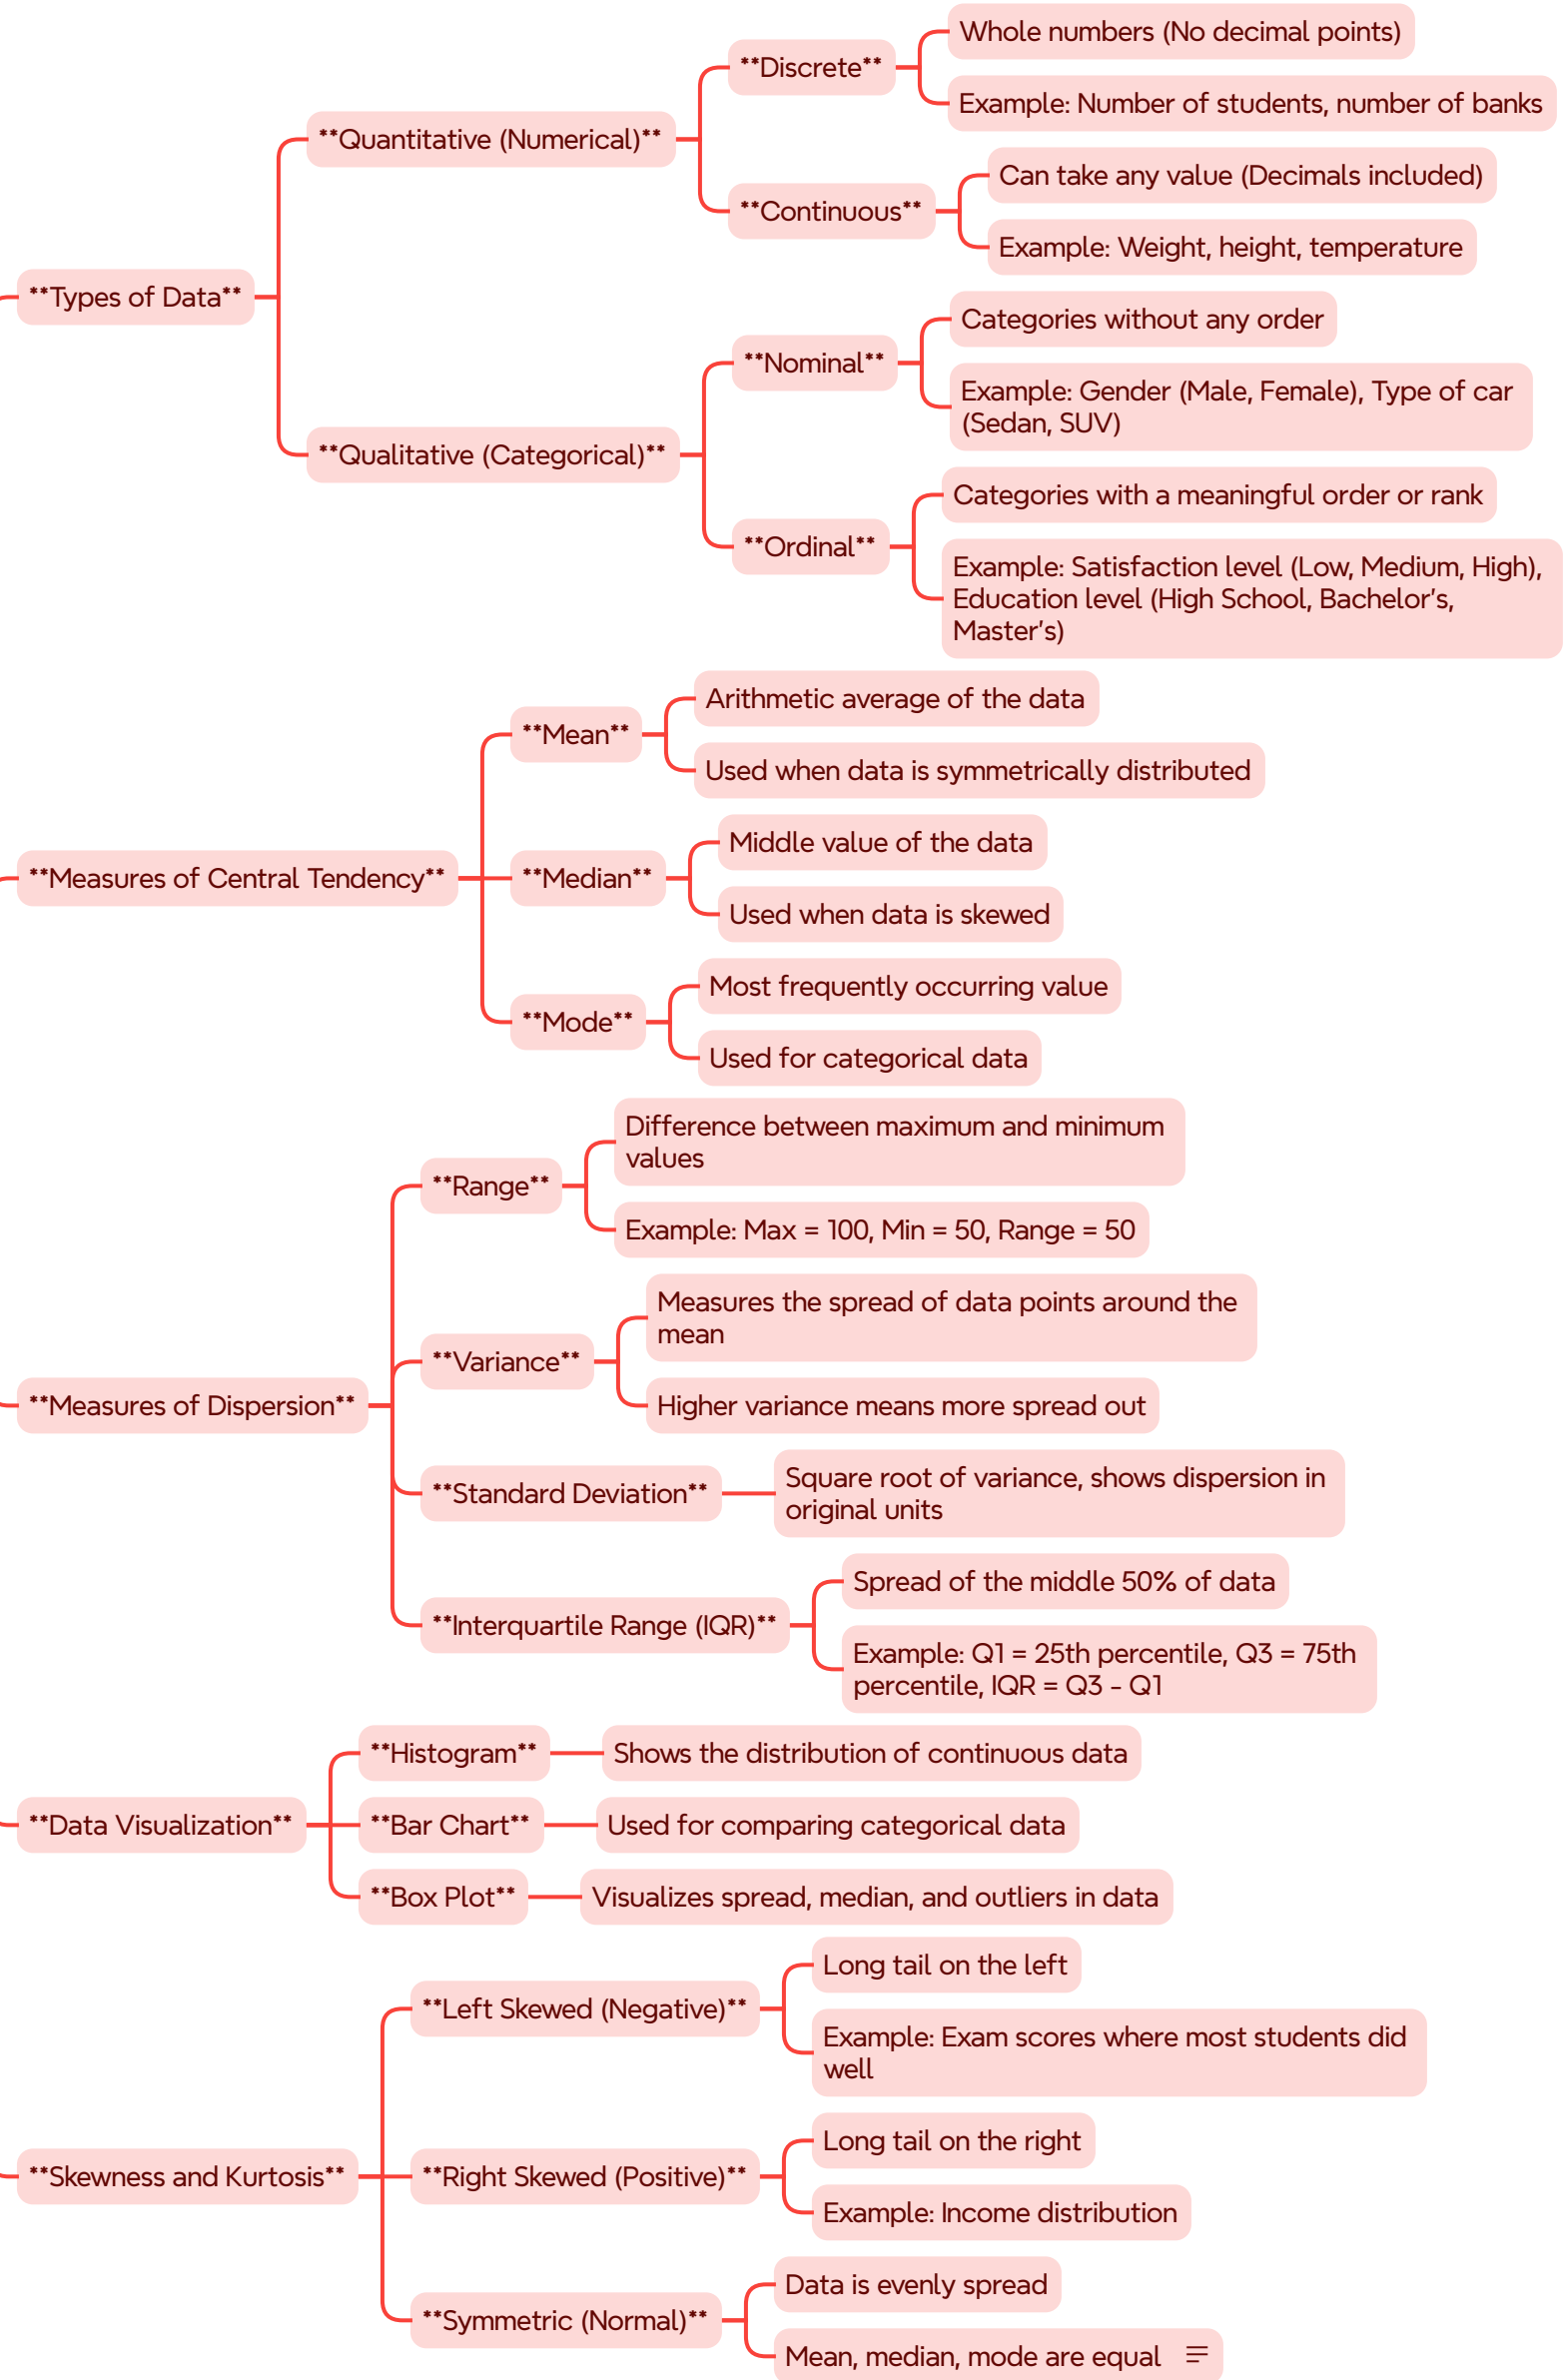 **Types of Data**
**Quantitative (Numerical)**
**Discrete**
Whole numbers (No decimal points)
Example: Number of students, number of banks
**Continuous**
Can take any value (Decimals included)
Example: Weight, height, temperature
**Qualitative (Categorical)**
**Nominal**
Categories without any order
Example: Gender (Male, Female), Type of car
(Sedan, SUV)
**Ordinal**
Categories with a meaningful order or rank
Example: Satisfaction level (Low, Medium, High),
Education level (High School, Bachelor’s,
Master’s)
**Measures of Central Tendency**
**Mean**
Arithmetic average of the data
Used when data is symmetrically distributed
**Median**
Middle value of the data
Used when data is skewed
**Mode**
Most frequently occurring value
Used for categorical data
**Measures of Dispersion**
**Range**
Difference between maximum and minimum
values
Example: Max = 100, Min = 50, Range = 50
**Variance**
Measures the spread of data points around the
mean
Higher variance means more spread out
**Standard Deviation**
Square root of variance, shows dispersion in
original units
**Interquartile Range (IQR)**
Spread of the middle 50% of data
Example: Q1 = 25th percentile, Q3 = 75th
percentile, IQR = Q3 - Q1
**Data Visualization**
**Histogram**
Shows the distribution of continuous data
**Bar Chart**
Used for comparing categorical data
**Box Plot**
Visualizes spread, median, and outliers in data
**Skewness and Kurtosis**
**Left Skewed (Negative)**
Long tail on the left
Example: Exam scores where most students did
well
**Right Skewed (Positive)**
Long tail on the right
Example: Income distribution
**Symmetric (Normal)**
Data is evenly spread
Mean, median, mode are equal